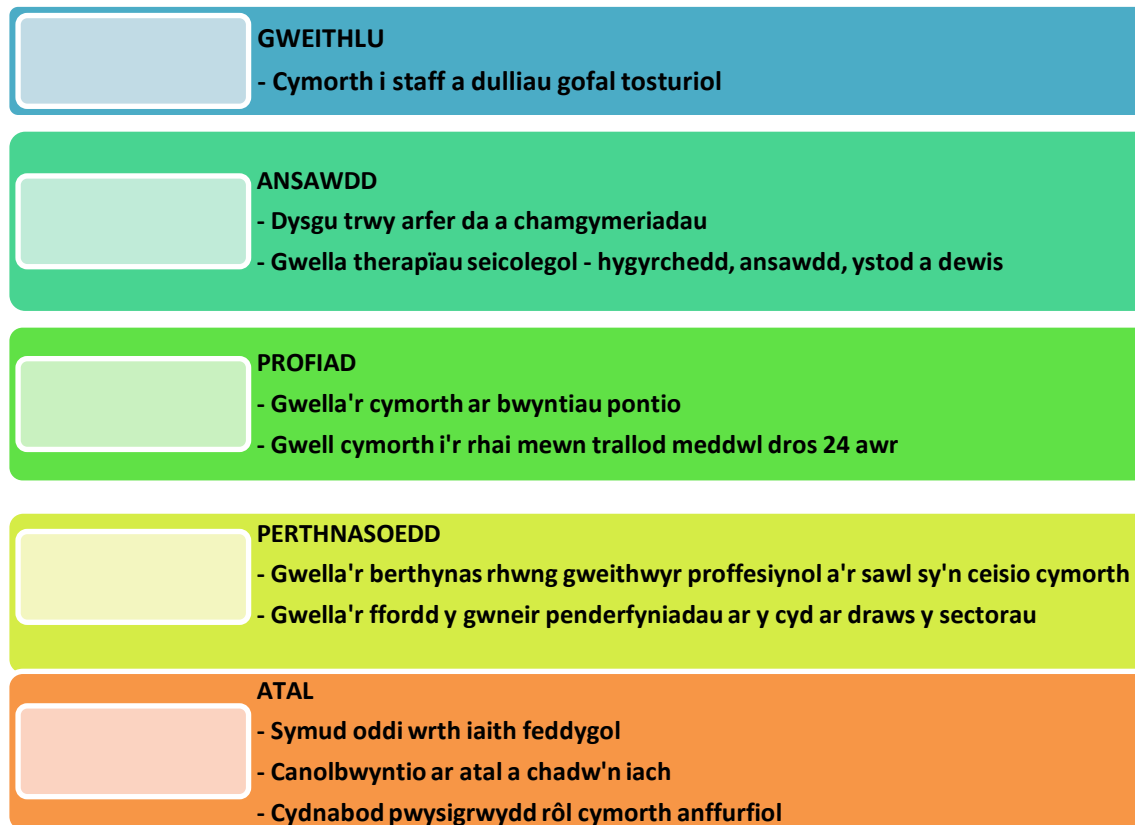 GWEITHLU
- Cymorth i staff a dulliau gofal tosturiol
ANSAWDD
- Dysgu trwy arfer da a chamgymeriadau
- Gwella therapïau seicolegol - hygyrchedd, ansawdd, ystod a dewis
PROFIAD
- Gwella'r cymorth ar bwyntiau pontio
- Gwell cymorth i'r rhai mewn trallod meddwl dros 24 awr
PERTHNASOEDD
- Gwella'r berthynas rhwng gweithwyr proffesiynol a'r sawl sy'n ceisio cymorth
- Gwella'r ffordd y gwneir penderfyniadau ar y cyd ar draws y sectorau
ATAL
- Symud oddi wrth iaith feddygol
- Canolbwyntio ar atal a chadw'n iach
- Cydnabod pwysigrwydd rôl cymorth anffurfiol